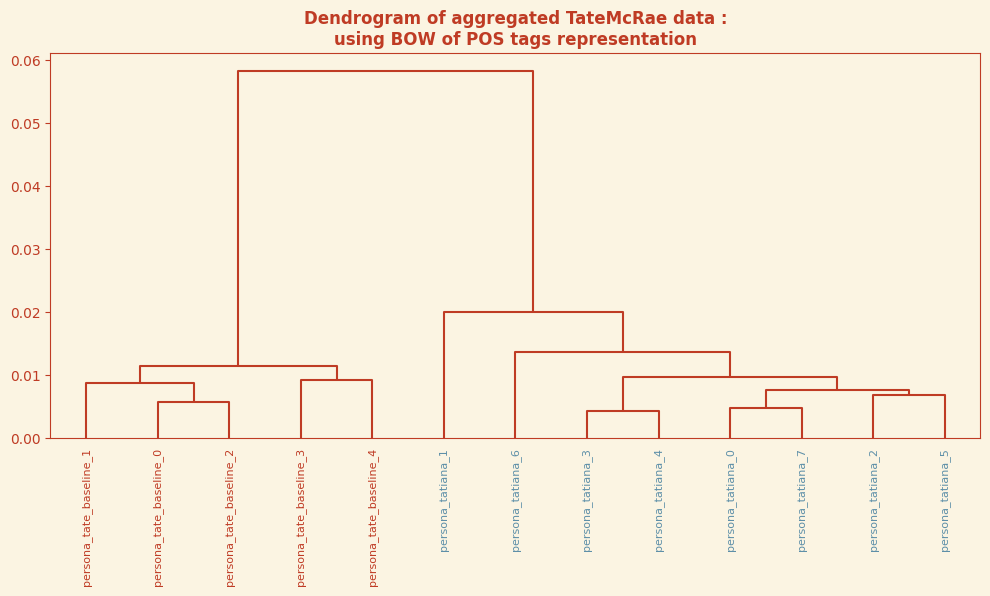 Dendrogram of aggregated TateMcRae data :
using BOW of POS tags representation
0.06
0.05
0.04
0.03
0.02
0.01
0.00
persona_tate_baseline_1
persona_tate_baseline_0
persona_tate_baseline_2
persona_tate_baseline_3
persona_tate_baseline_4
persona_tatiana_1
persona_tatiana_6
persona_tatiana_3
persona_tatiana_4
persona_tatiana_0
persona_tatiana_7
persona_tatiana_2
persona_tatiana_5